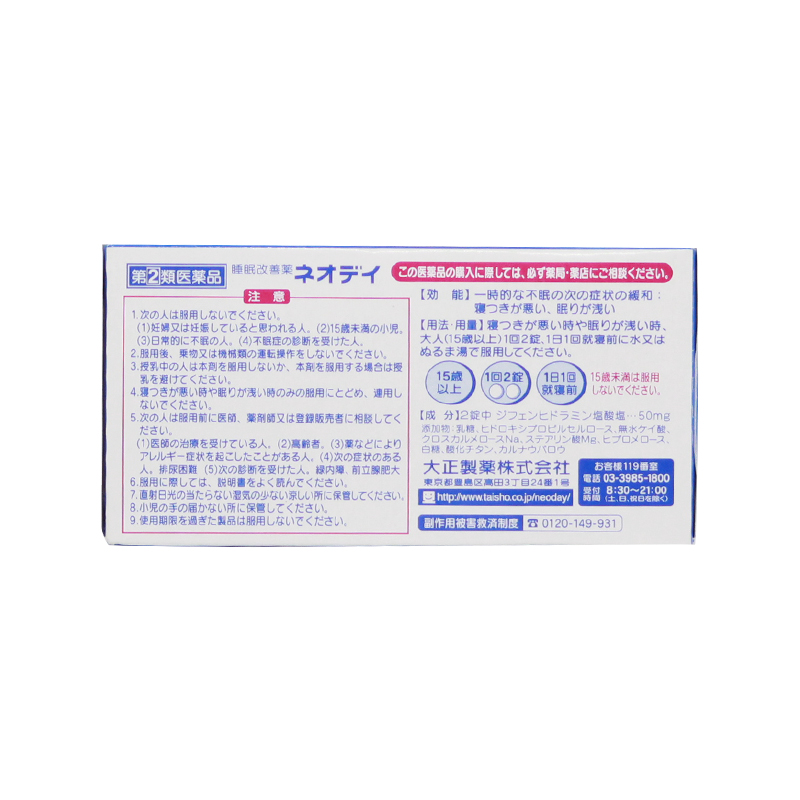 第②類医薬品 睡眠改善薬 ネオデイ
この医薬品の購入に際しては、必ず薬局・薬店にご相談ください。
注意
1.次の人は服用しないでください。
(1)妊婦又は妊娠していると思われる人。(2)15歳未満の小児。
(3)日常的に不眠の人。(4)不眠症の診断を受けた人。
2.服用後、乗物又は機械類の運転操作をしないでください。
3.授乳中の人は本剤を服用しないか、本剤を服用する場合は授
乳を避けてください。
4.寝つきが悪い時や眠りが浅い時のみの服用にとどめ、連用し
ないでください。
5.次の人は服用前に医師、薬剤師又は登録販売者に相談してく
ださい。
(1)医師の治療を受けている人。(2)高齢者。(3)薬などにより
アレルギー症状を起こしたことがある人。(4)次の症状のある
人。排尿困難 (5)次の診断を受けた人。緑内障、前立腺肥大
6.服用に際しては、説明書をよく読んでください。
7.直射日光の当たらない湿気の少ない涼しい所に保管してください。
8.小児の手の届かない所に保管してください。
9.使用期限を過ぎた製品は服用しないでください。
【効 能】一時的な不眠の次の症状の緩和:
寝つきが悪い、眠りが浅い
【用法・用量】寝つきが悪い時や眠りが浅い時、
大人(15歳以上)1回2錠、1日1回就寝前に水又は
ぬるま湯で服用してください。
15歳
以上
1回2錠
1日1回
就寝前
15歳未満は服用
しないでください。
【成 分】2錠中 ジフェンヒドラミン塩酸塩…50mg
添加物:乳糖、ヒドロキシプロピルセルロース、無水ケイ酸、
クロスカルメロースNa、ステアリン酸Mg、ヒプロメロース、
白糖、酸化チタン、カルナウバロウ
大正製薬株式会社
東京都豊島区高田3丁目24番1号
http://www.taisho.co.jp/neoday/
お客様119番室
電話 03-3985-1800
受付時間 8:30〜21:00
(土、日、祝日を除く)
副作用被害救済制度 ☎0120-149-931